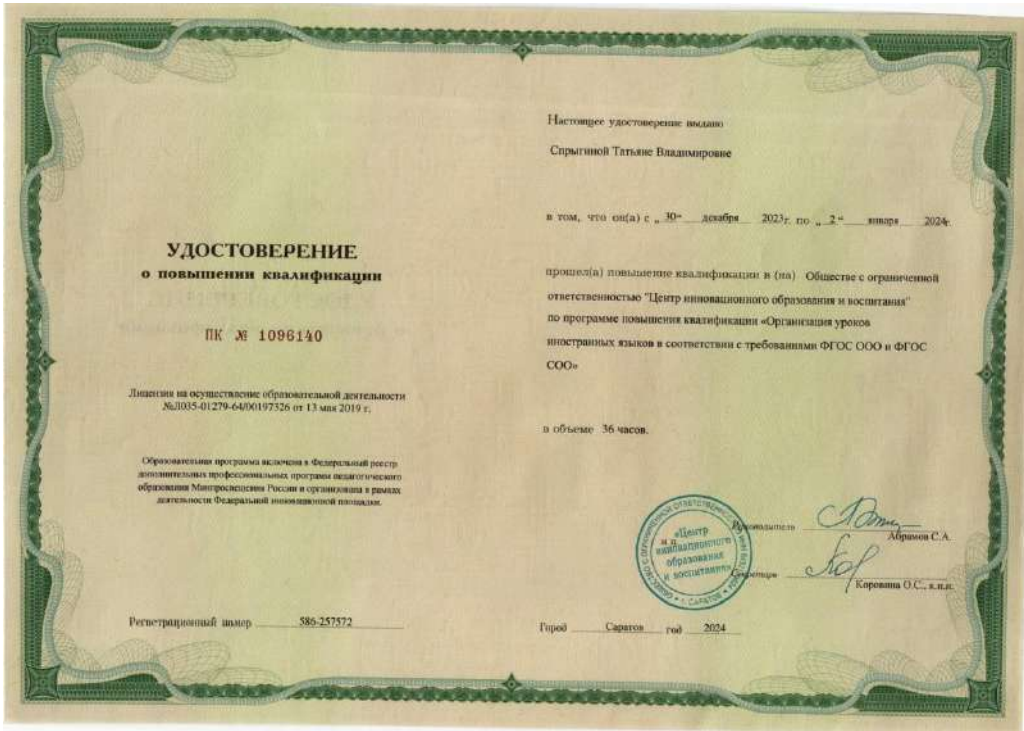 УДОСТОВЕРЕНИЕ
о повышении квалификации
ПК № 1096140
Лицензия на осуществление образовательной деятельности
№Л035-01279-64/00197326 от 13 мая 2019 г.
Образовательная программа включена в Федеральный реестр
дополнительных профессиональных программ педагогического
образования Минпросвещения России и организована в рамках
деятельности Федеральной инновационной площадки.
Регистрационный номер 586-257572
Настоящее удостоверение выдано
Спрыгиной Татьяне Владимировне
в том, что он(а) с „ 30 “ декабря 2023г. по „ 2 “ января 2024г.
прошел(а) повышение квалификации в (на) Обществе с ограниченной
ответственностью "Центр инновационного образования и воспитания"
по программе повышения квалификации «Организация уроков
иностранных языков в соответствии с требованиями ФГОС ООО и ФГОС
СОО»
в объеме 36 часов.
Руководитель
Абрамов С.А.
М.П.
«Центр
инновационного
образования
и воспитания»
г. САРАТОВ
Секретарь
Коровина О.С., к.п.н.
Город Саратов год 2024